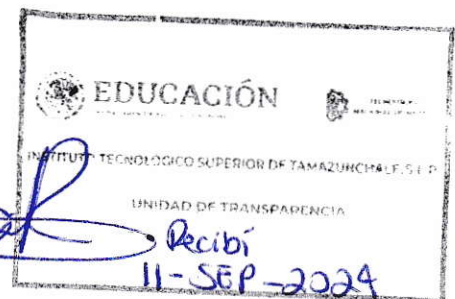 EDUCACIÓN
INSTITUTO TECNOLOGICO SUPERIOR DE TAMAZUNCHALE, S.L.P.
UNIDAD DE TRANSPARENCIA
Recibí
11-SEP-2024